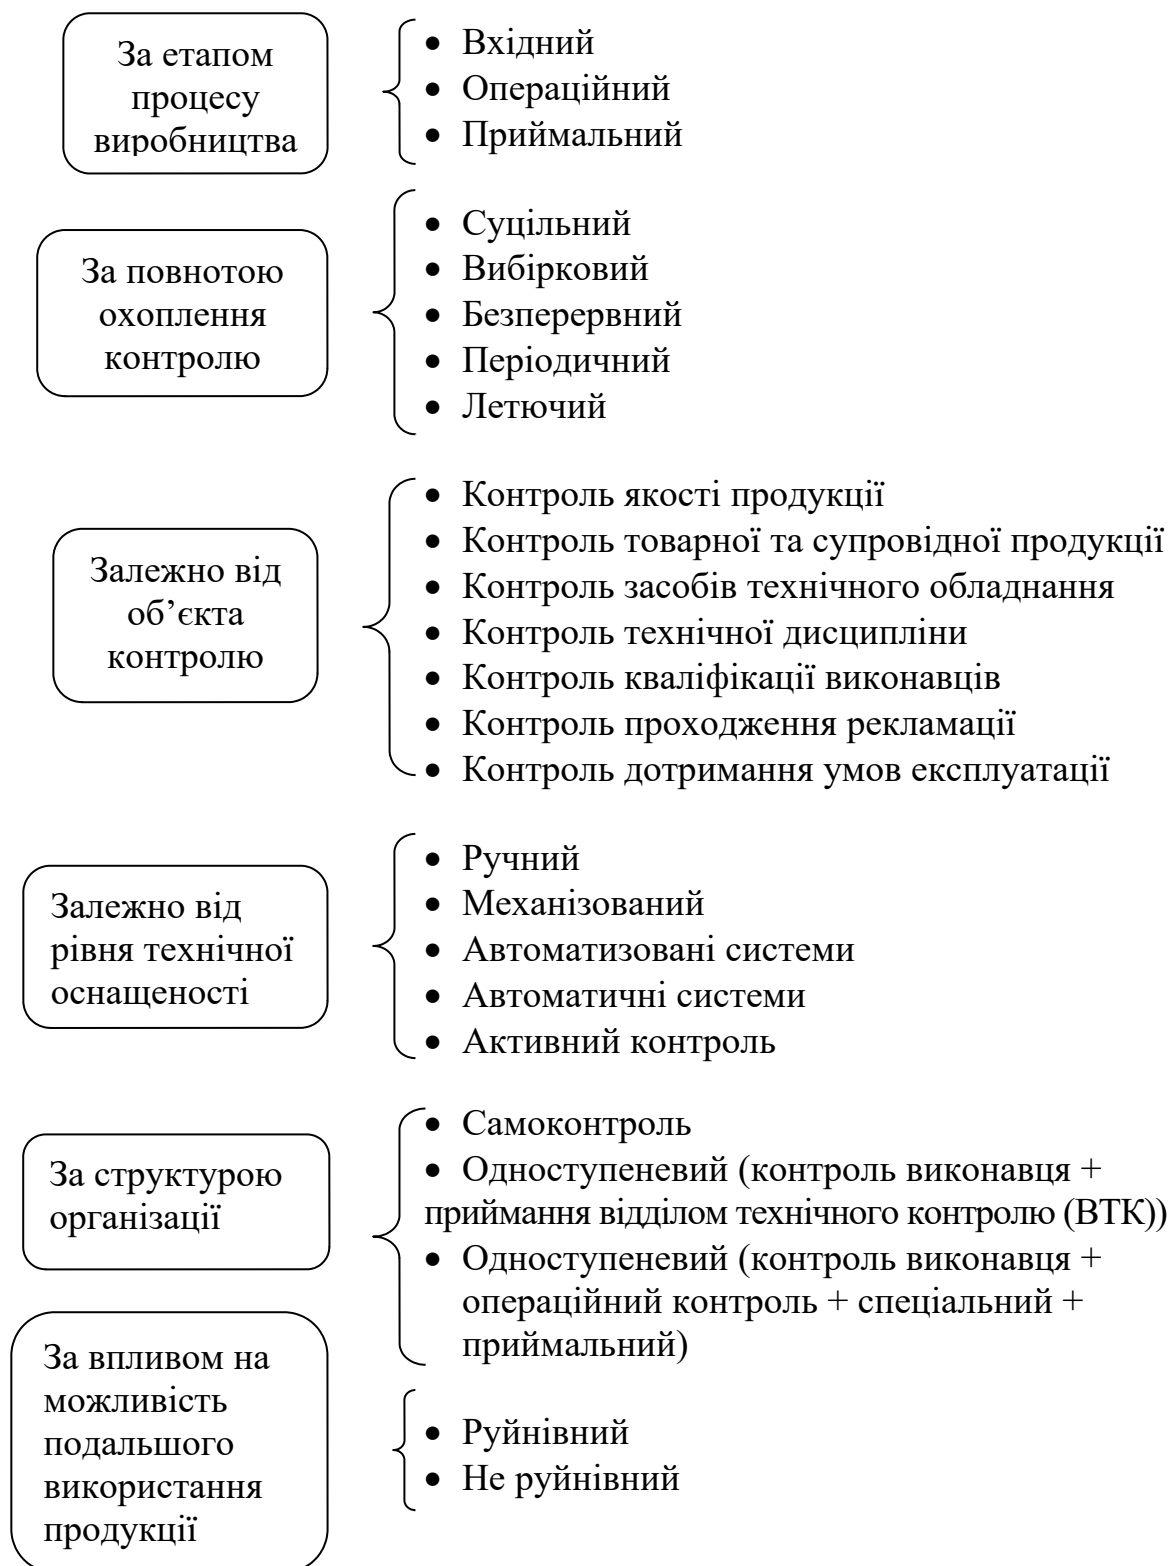 За етапом
процесу
виробництва
• Вхідний
• Операційний
• Приймальний
За повнотою
охоплення
контролю
• Суцільний
• Вибірковий
• Безперервний
• Періодичний
• Летючий
Залежно від
об’єкта
контролю
• Контроль якості продукції
• Контроль товарної та супровідної продукції
• Контроль засобів технічного обладнання
• Контроль технічної дисципліни
• Контроль кваліфікації виконавців
• Контроль проходження рекламації
• Контроль дотримання умов експлуатації
Залежно від
рівня технічної
оснащеності
• Ручний
• Механізований
• Автоматизовані системи
• Автоматичні системи
• Активний контроль
За структурою
організації
• Самоконтроль
• Одноступеневий (контроль виконавця +
приймання відділом технічного контролю (ВТК))
• Одноступеневий (контроль виконавця +
операційний контроль + спеціальний +
приймальний)
За впливом на
можливість
подальшого
використання
продукції
• Руйнівний
• Не руйнівний